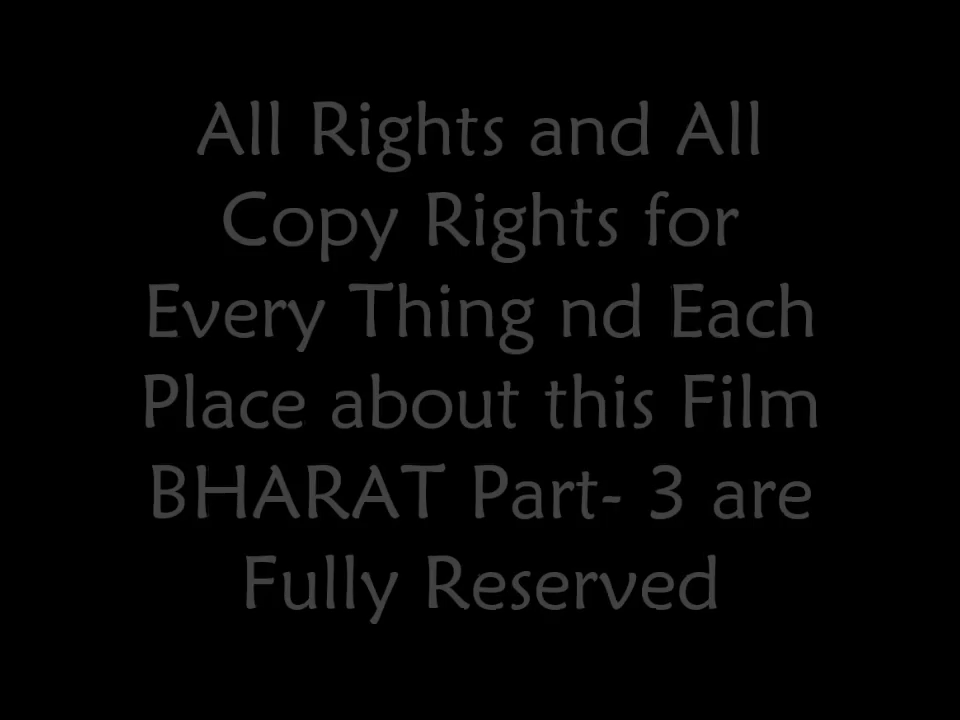 All Rights and All
Copy Rights for
Every Thing nd Each
Place about this Film
BHARAT Part- 3 are
Fully Reserved